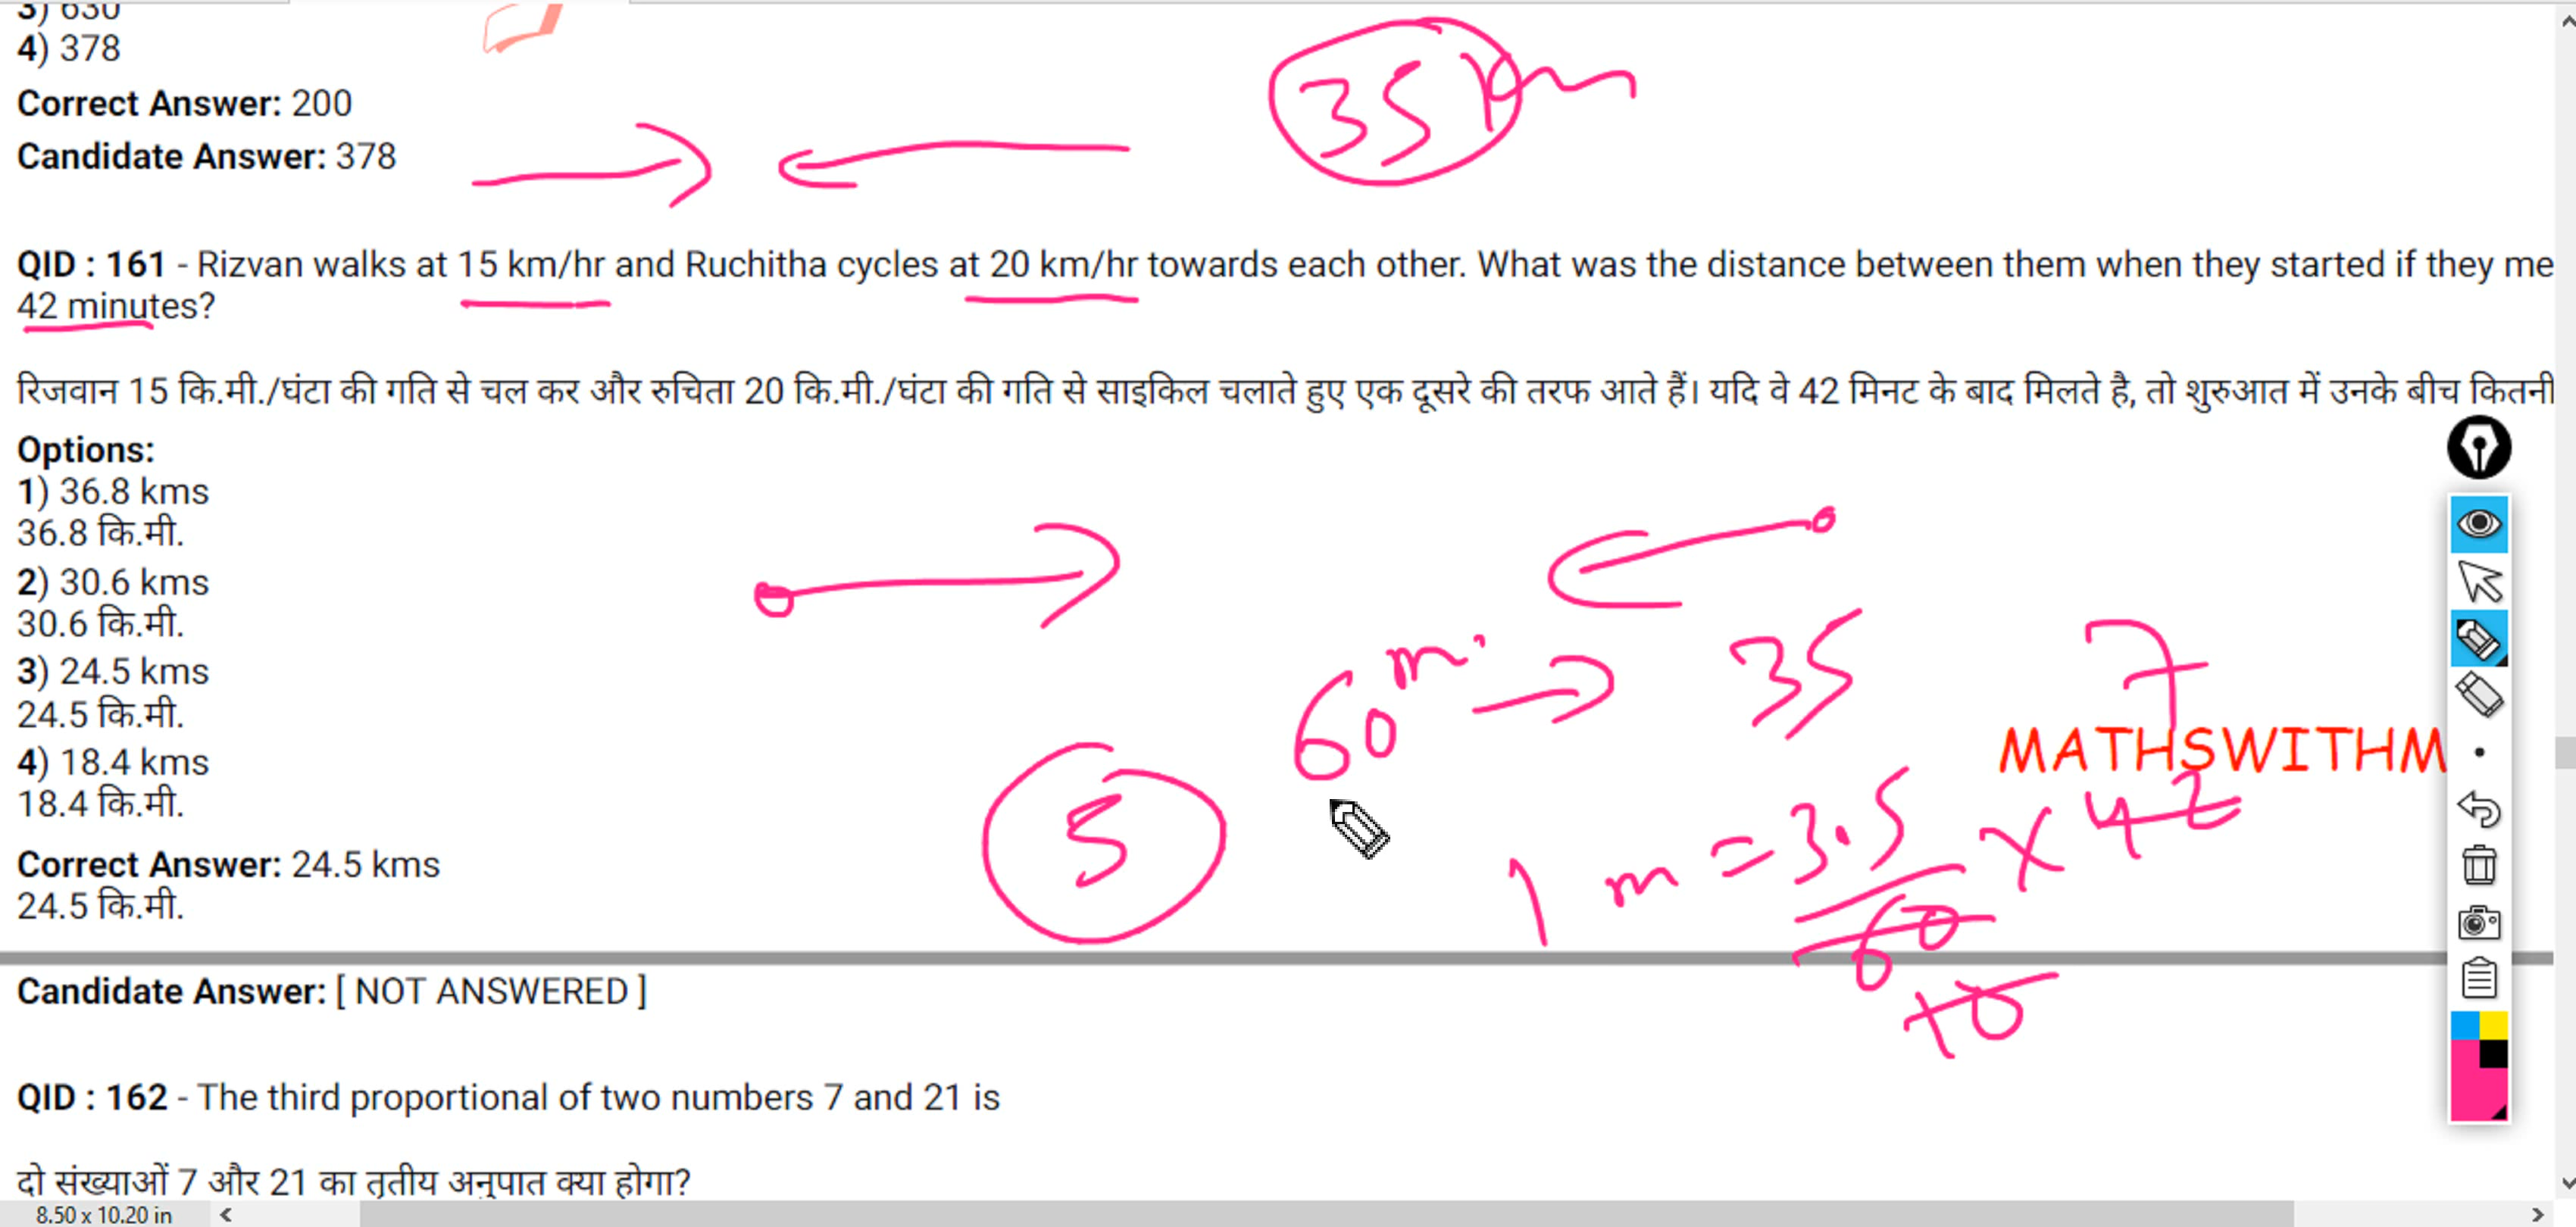 3) 630
4) 378
Correct Answer: 200
Candidate Answer: 378
35 km
QID : 161 - Rizvan walks at 15 km/hr and Ruchitha cycles at 20 km/hr towards each other. What was the distance between them when they started if they me
42 minutes?
रिजवान 15 कि.मी./घंटा की गति से चल कर और रुचिता 20 कि.मी./घंटा की गति से साइकिल चलाते हुए एक दूसरे की तरफ आते हैं। यदि वे 42 मिनट के बाद मिलते है, तो शुरुआत में उनके बीच कितनी
Options:
1) 36.8 kms
36.8 कि.मी.
2) 30.6 kms
30.6 कि.मी.
3) 24.5 kms
24.5 कि.मी.
4) 18.4 kms
18.4 कि.मी.
60 m → 35
7
MATHSWITHM
5
1 m = 3.5 × 42
60
10
Correct Answer: 24.5 kms
24.5 कि.मी.
Candidate Answer: [ NOT ANSWERED ]
QID : 162 - The third proportional of two numbers 7 and 21 is
दो संख्याओं 7 और 21 का तृतीय अनुपात क्या होगा?
8.50 x 10.20 in